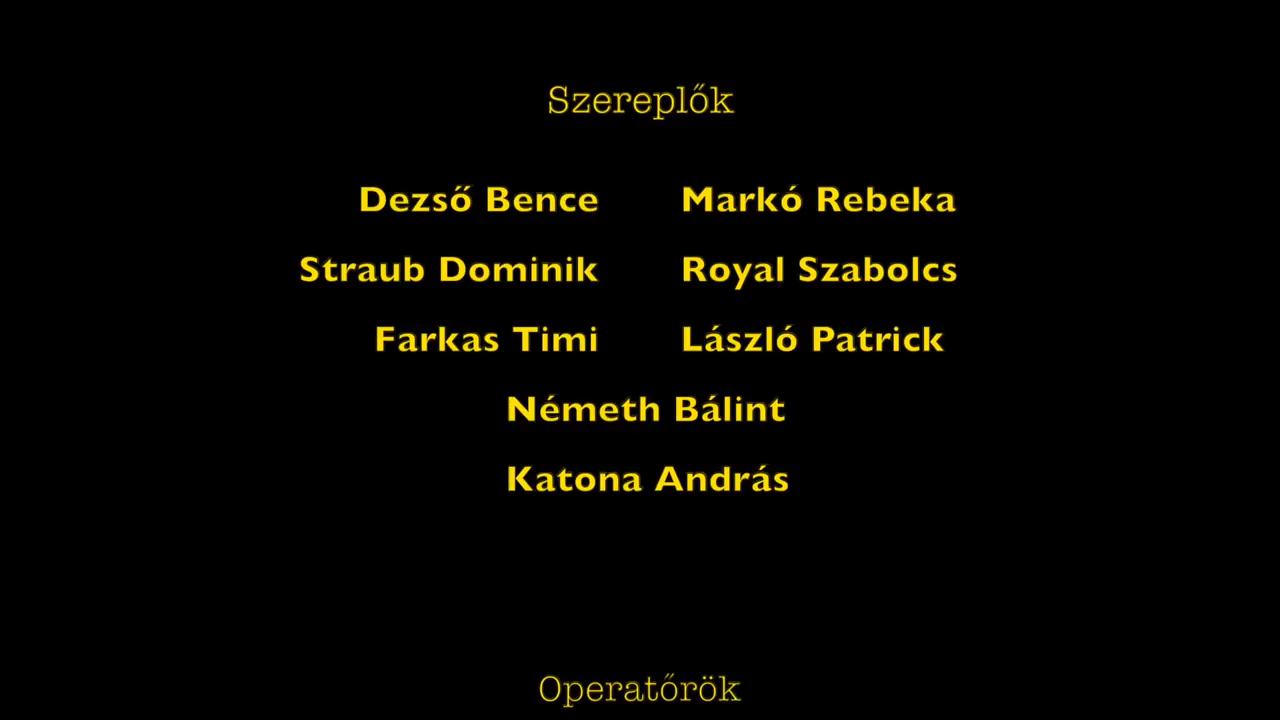 Szereplők
Dezső Bence Markó Rebeka
Straub Dominik Royal Szabolcs
Farkas Timi László Patrick
Németh Bálint
Katona András
Operatőrök